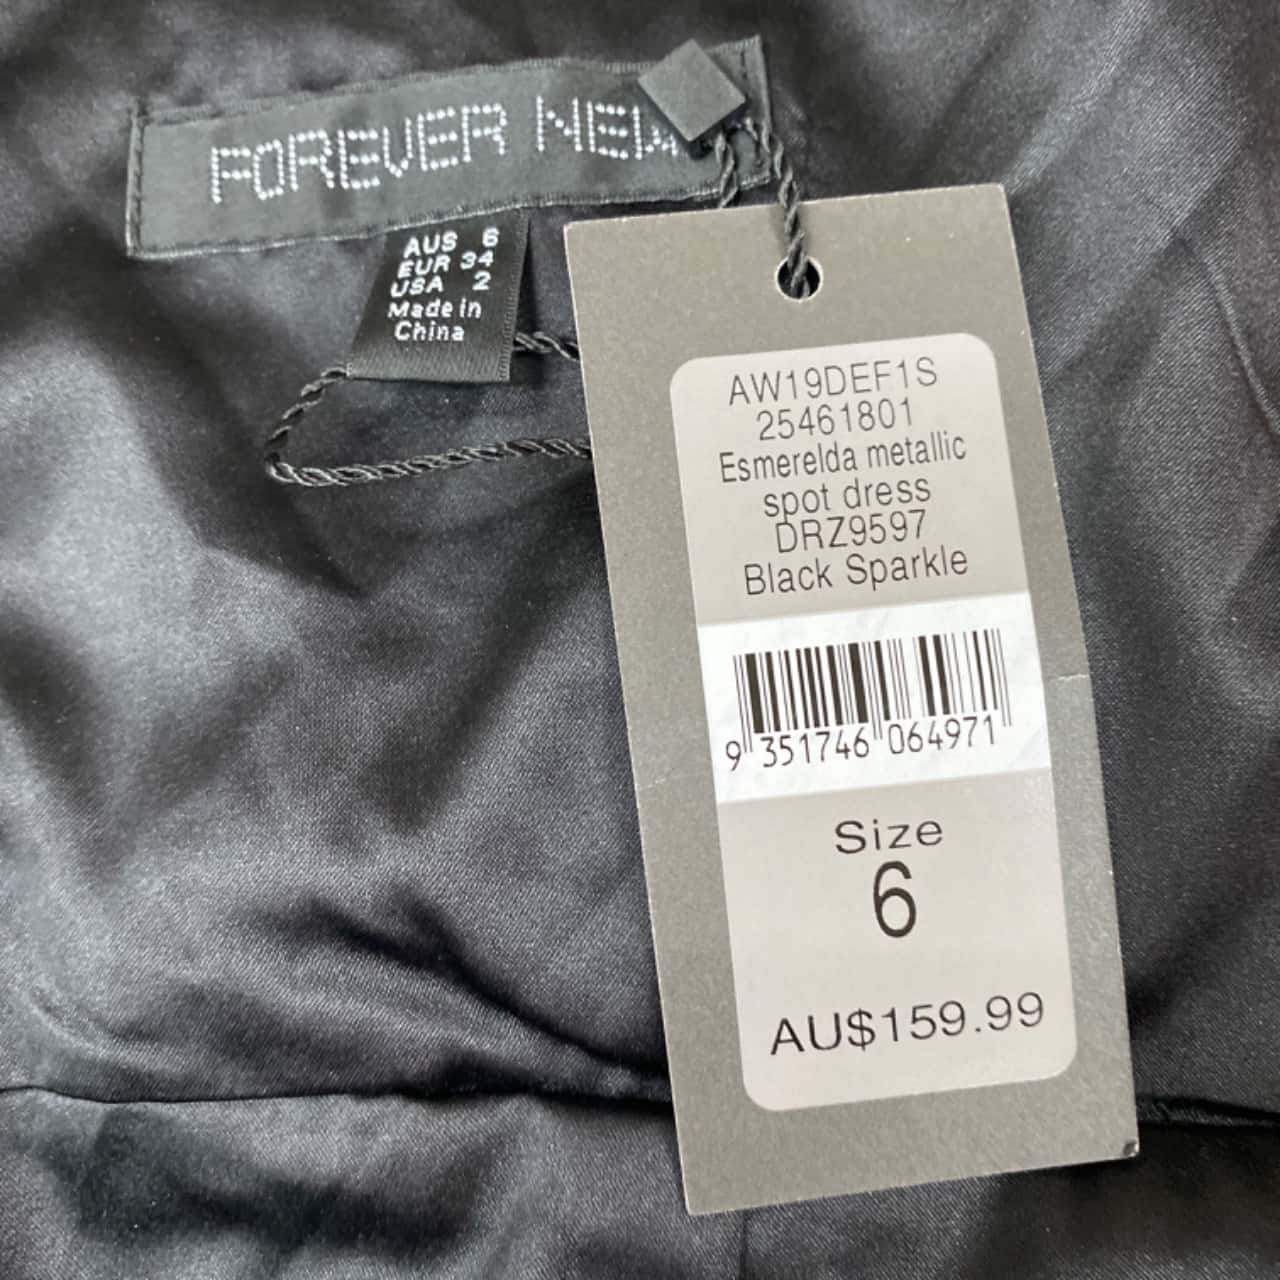 FOREVER NEW
AUS 6
EUR 34
USA 2
Made in
China
AW19DEF1S
25461801
Esmerelda metallic
spot dress
DRZ9597
Black Sparkle
9 351746 064971
Size
6
AU$159.99